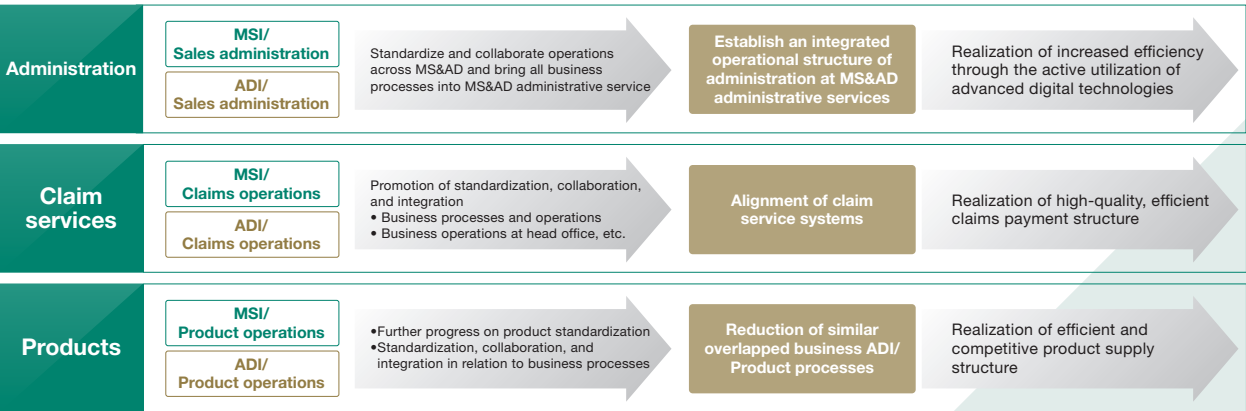 Administration
MSI/
Sales administration
ADI/
Sales administration
Standardize and collaborate operations
across MS&AD and bring all business
processes into MS&AD administrative service
Establish an integrated
operational structure of
administration at MS&AD
administrative services
Realization of increased efficiency
through the active utilization of
advanced digital technologies
Claim
services
MSI/
Claims operations
ADI/
Claims operations
Promotion of standardization, collaboration,
and integration
• Business processes and operations
• Business operations at head office, etc.
Alignment of claim
service systems
Realization of high-quality, efficient
claims payment structure
Products
MSI/
Product operations
ADI/
Product operations
•Further progress on product standardization
•Standardization, collaboration, and
integration in relation to business processes
Reduction of similar
overlapped business ADI/
Product processes
Realization of efficient and
competitive product supply
structure